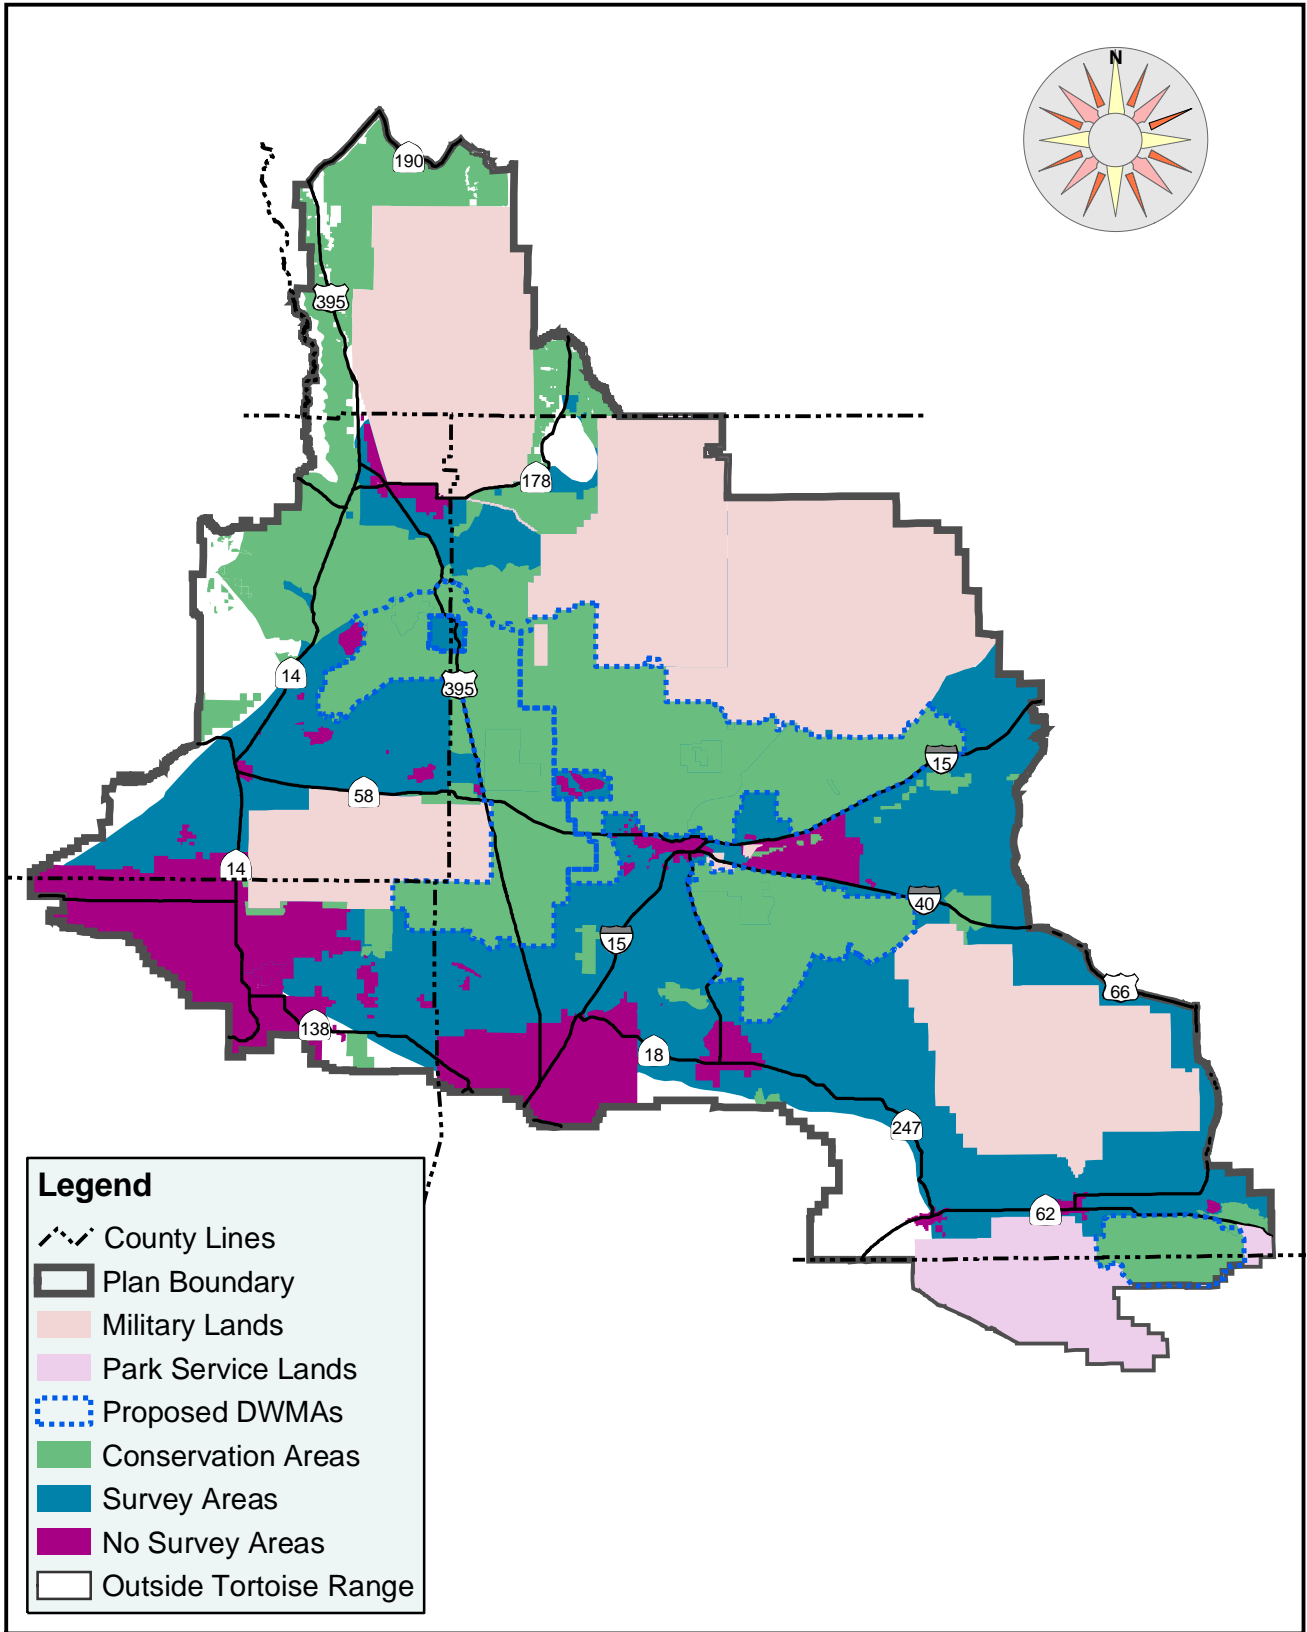 N
190
395
178
14
395
15
58
14
40
15
66
138
18
247
62
Legend
County Lines
Plan Boundary
Military Lands
Park Service Lands
Proposed DWMAs
Conservation Areas
Survey Areas
No Survey Areas
Outside Tortoise Range